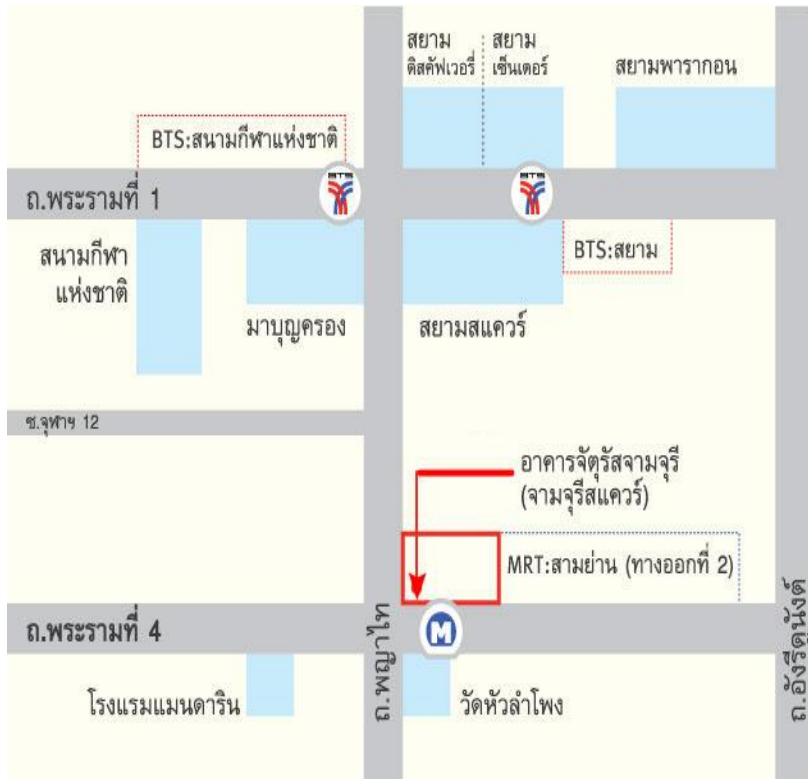 สยาม
ดิสคัฟเวอรี่
สยาม
เซ็นเตอร์
สยามพารากอน
BTS:สนามกีฬาแห่งชาติ
BTS
BTS
ถ.พระรามที่ 1
สนามกีฬา
แห่งชาติ
มาบุญครอง
สยามสแควร์
BTS:สยาม
ซ.จุฬาฯ 12
อาคารจัตุรัสจามจุรี
(จามจุรีสแควร์)
MRT:สามย่าน (ทางออกที่ 2)
ถ.พระรามที่ 4
M
ถ.พญาไท
ถ.อังรีดูนังต์
โรงแรมแมนดาริน
วัดหัวลำโพง